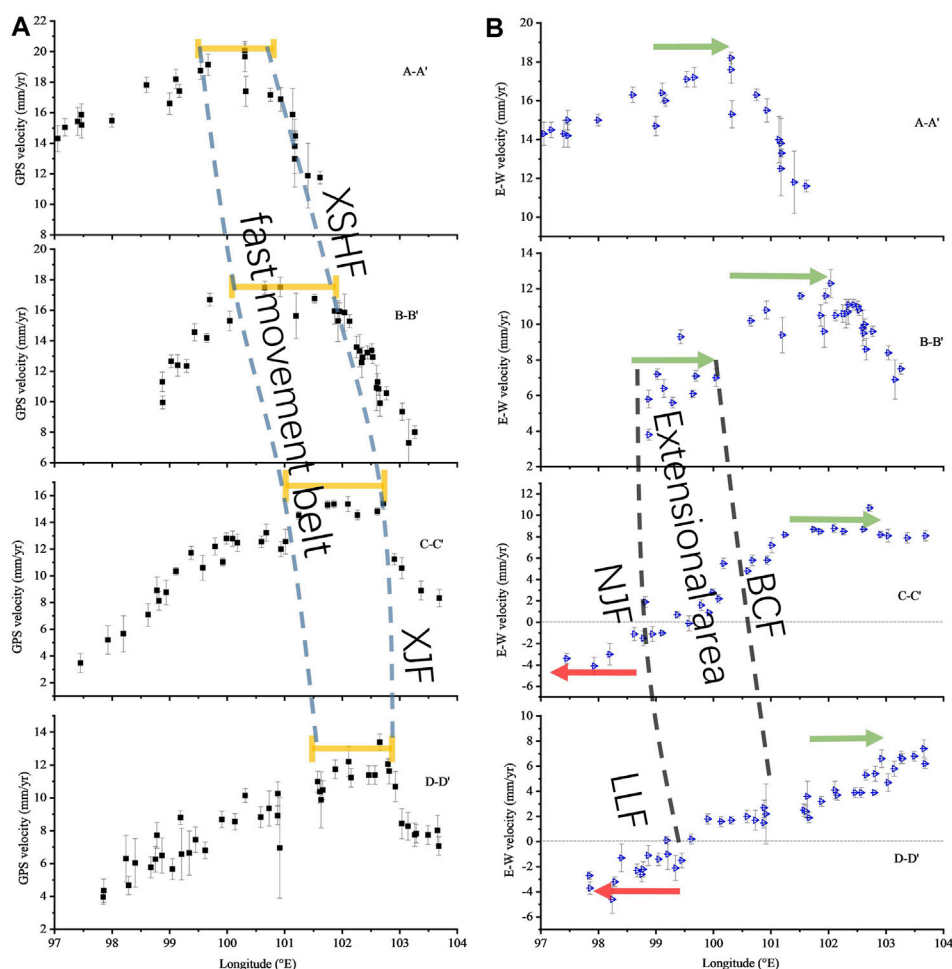 A
GPS velocity (mm/yr)
22
20
18
16
14
12
10
8
A-A'
XSHF
GPS velocity (mm/yr)
20
18
16
14
12
10
8
6
B-B'
fast movement belt
GPS velocity (mm/yr)
16
14
12
10
8
6
4
2
C-C'
XJF
GPS velocity (mm/yr)
14
12
10
8
6
4
2
D-D'
97 98 99 100 101 102 103 104
Longitude (°E)
B
E-W velocity (mm/yr)
20
18
16
14
12
10
A-A'
E-W velocity (mm/yr)
16
14
12
10
8
6
4
2
B-B'
Extensional area
E-W velocity (mm/yr)
12
10
8
6
4
2
0
-2
-4
-6
C-C'
NJF
BCF
E-W velocity (mm/yr)
10
8
6
4
2
0
-2
-4
-6
LLF
D-D'
97 98 99 100 101 102 103 104
Longitude (°E)